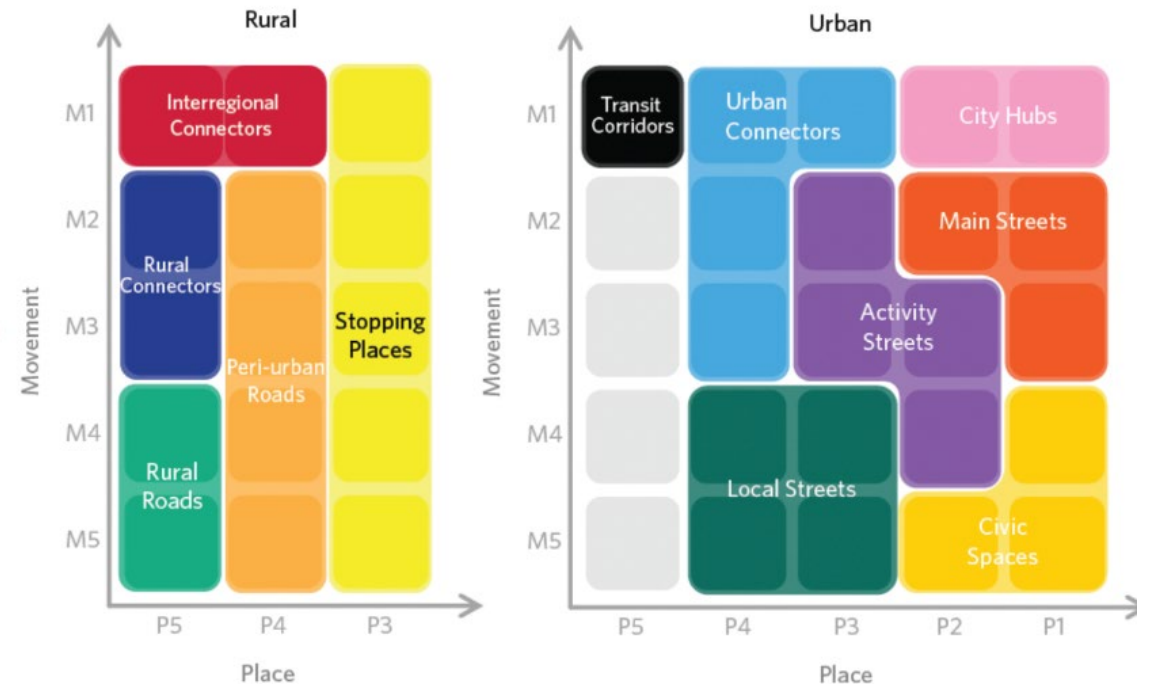 Rural
M1
M2
M3
M4
M5
Movement
Interregional
Connectors
Rural
Connectors
Peri-urban
Roads
Stopping
Places
Rural
Roads
P5
P4
P3
Place
Urban
M1
M2
M3
M4
M5
Movement
Transit
Corridors
Urban
Connectors
City Hubs
Main Streets
Activity
Streets
Local Streets
Civic
Spaces
P5
P4
P3
P2
P1
Place